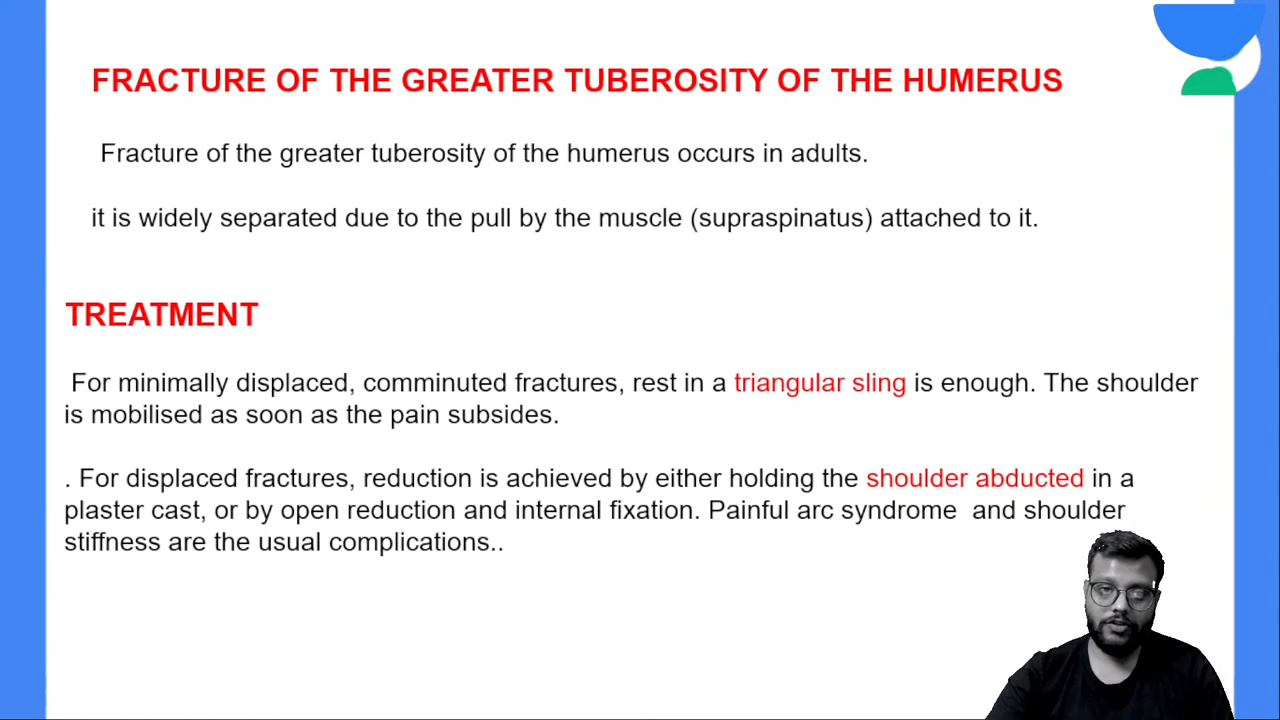 FRACTURE OF THE GREATER TUBEROSITY OF THE HUMERUS
Fracture of the greater tuberosity of the humerus occurs in adults.
it is widely separated due to the pull by the muscle (supraspinatus) attached to it.
TREATMENT
For minimally displaced, comminuted fractures, rest in a triangular sling is enough. The shoulder
is mobilised as soon as the pain subsides.
. For displaced fractures, reduction is achieved by either holding the shoulder abducted in a
plaster cast, or by open reduction and internal fixation. Painful arc syndrome  and shoulder
stiffness are the usual complications..